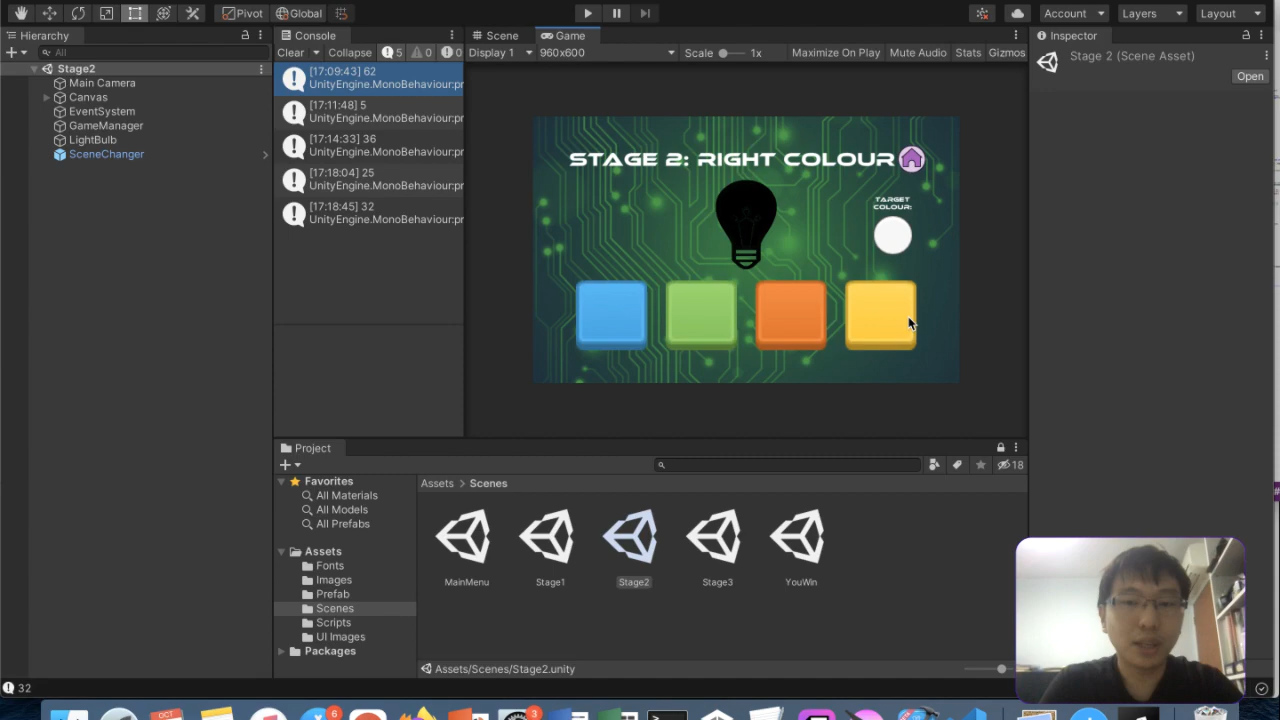 Pivot Global Account Layers Layout
Hierarchy Console Scene Game Inspector
All Clear Collapse 5 0 0 Display 1 960x600 Scale 1x Maximize On Play Mute Audio Stats Gizmos Stage 2 (Scene Asset)
Open
Stage2
Main Camera
Canvas
EventSystem
GameManager
LightBulb
SceneChanger
[17:09:43] 62
UnityEngine.MonoBehaviour:pr
[17:11:48] 5
UnityEngine.MonoBehaviour:pr
[17:14:33] 36
UnityEngine.MonoBehaviour:pr
[17:18:04] 25
UnityEngine.MonoBehaviour:pr
[17:18:45] 32
UnityEngine.MonoBehaviour:pr
STAGE 2: RIGHT COLOUR
TARGET
COLOUR:
Project
18
Favorites
All Materials
All Models
All Prefabs
Assets
Fonts
Images
Prefab
Scenes
Scripts
UI Images
Packages
Assets > Scenes
MainMenu Stage1 Stage2 Stage3 YouWin
Assets/Scenes/Stage2.unity
32
OCT 6 3